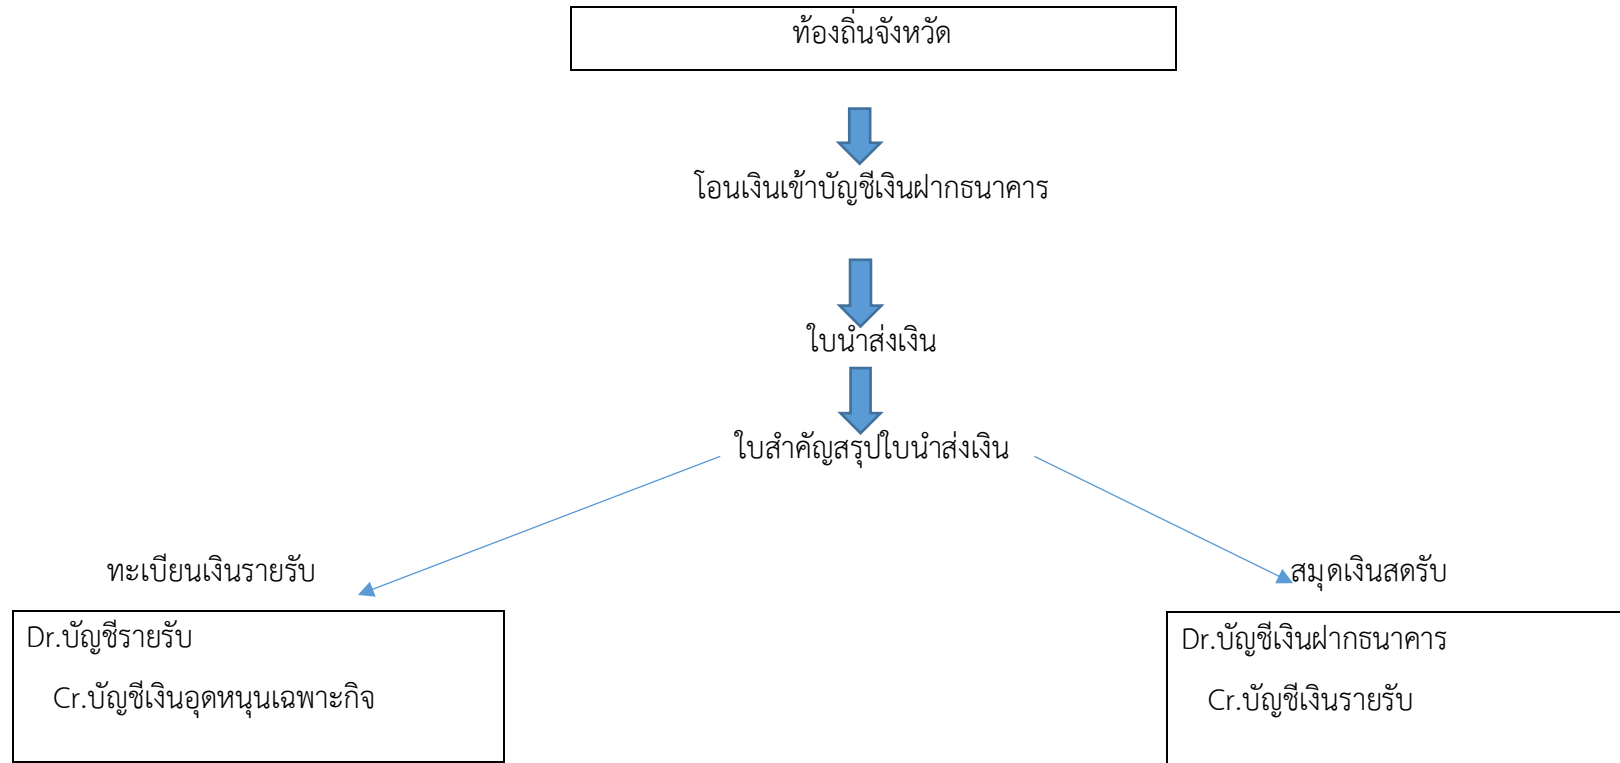 ท้องถิ่นจังหวัด
โอนเงินเข้าบัญชีเงินฝากธนาคาร
ใบนำส่งเงิน
ใบสำคัญสรุปใบนำส่งเงิน
ทะเบียนเงินรายรับ
Dr.บัญชีรายรับ
Cr.บัญชีเงินอุดหนุนเฉพาะกิจ
สมุดเงินสดรับ
Dr.บัญชีเงินฝากธนาคาร
Cr.บัญชีเงินรายรับ